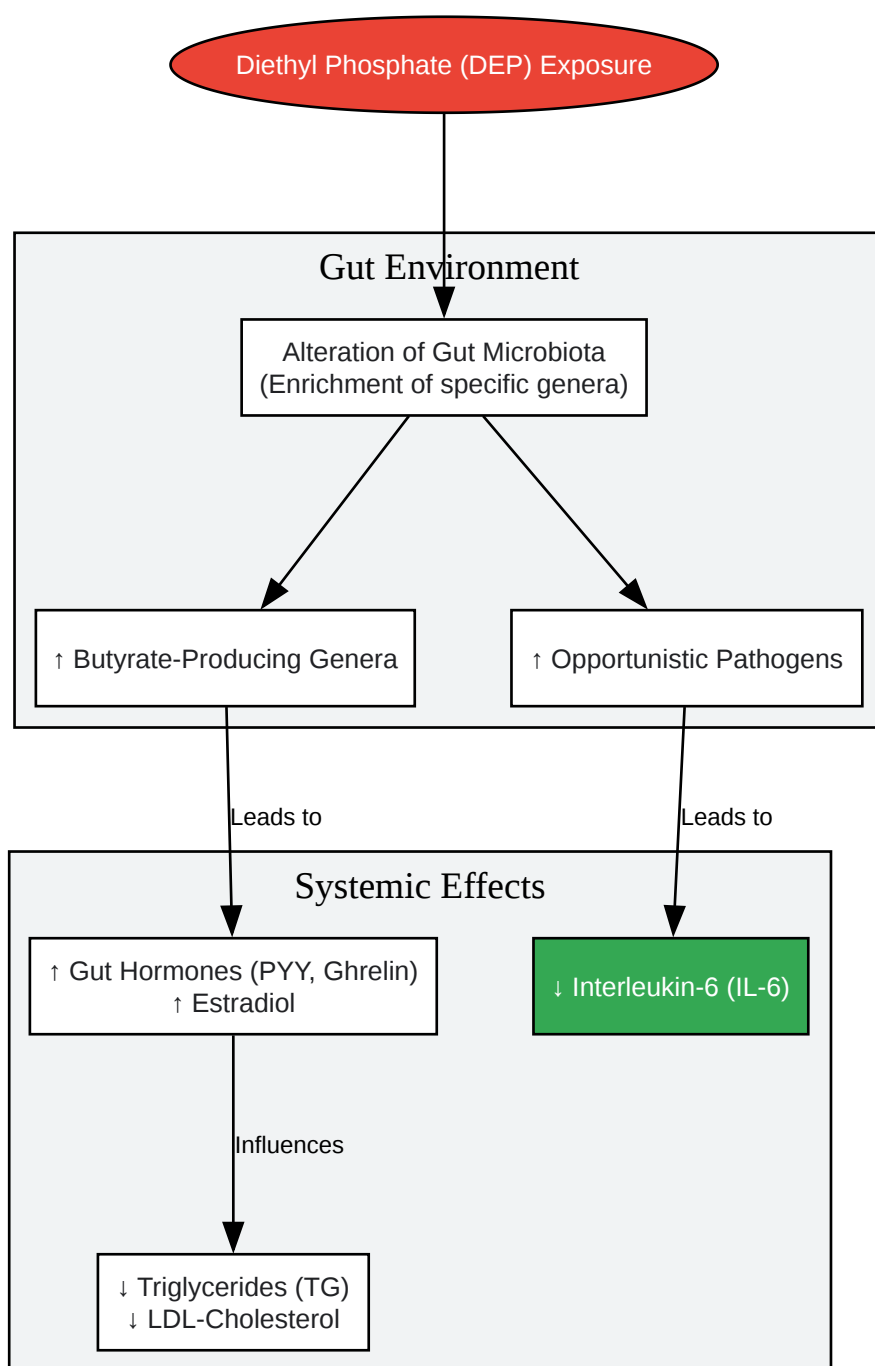 Diethyl Phosphate (DEP) Exposure
Gut Environment
Alteration of Gut Microbiota
(Enrichment of specific genera)
↑ Butyrate-Producing Genera
↑ Opportunistic Pathogens
Leads to
Leads to
Systemic Effects
↑ Gut Hormones (PYY, Ghrelin)
↑ Estradiol
↓ Interleukin-6 (IL-6)
Influences
↓ Triglycerides (TG)
↓ LDL-Cholesterol